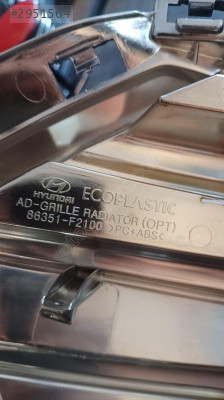 HYUNDAI ECOPLASTIC
AD-GRILLE RADIATOR (OPT)
86351-F2100 >PC+ABS<